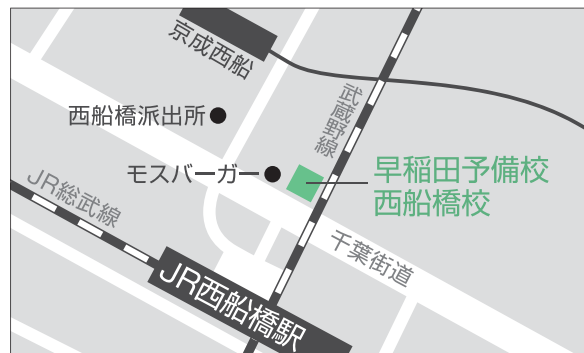 京成西船
西船橋派出所
武蔵野線
モスバーガー
早稲田予備校
西船橋校
JR総武線
千葉街道
JR西船橋駅